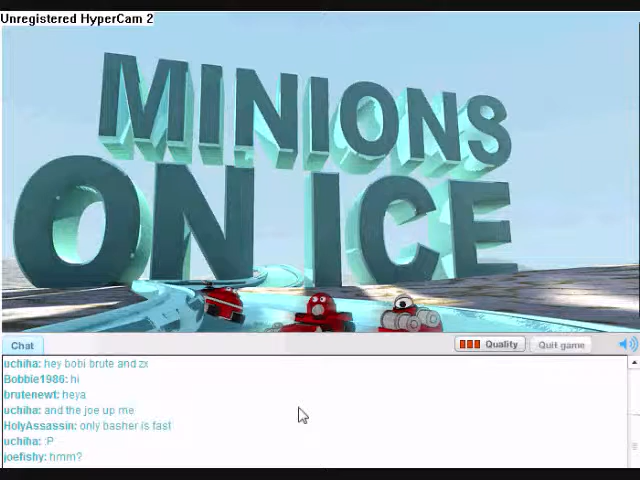 Unregistered HyperCam 2
MINIONS
ON ICE
Chat
Quality
Quit game
uchiha: hey bobi brute and zx
Bobbie1986: hi
brutenewt: heya
uchiha: and the joe up me
HolyAssassin: only basher is fast
uchiha: :P
joefishy: hmm?